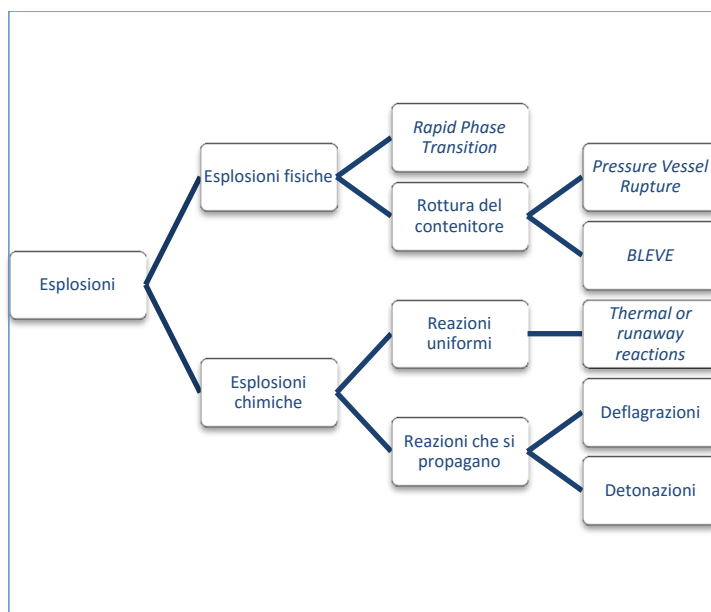 Esplosioni
Esplosioni fisiche
Rapid Phase
Transition
Rottura del
contenitore
Pressure Vessel
Rupture
BLEVE
Esplosioni
chimiche
Reazioni
uniformi
Thermal or
runaway
reactions
Reazioni che si
propagano
Deflagrazioni
Detonazioni